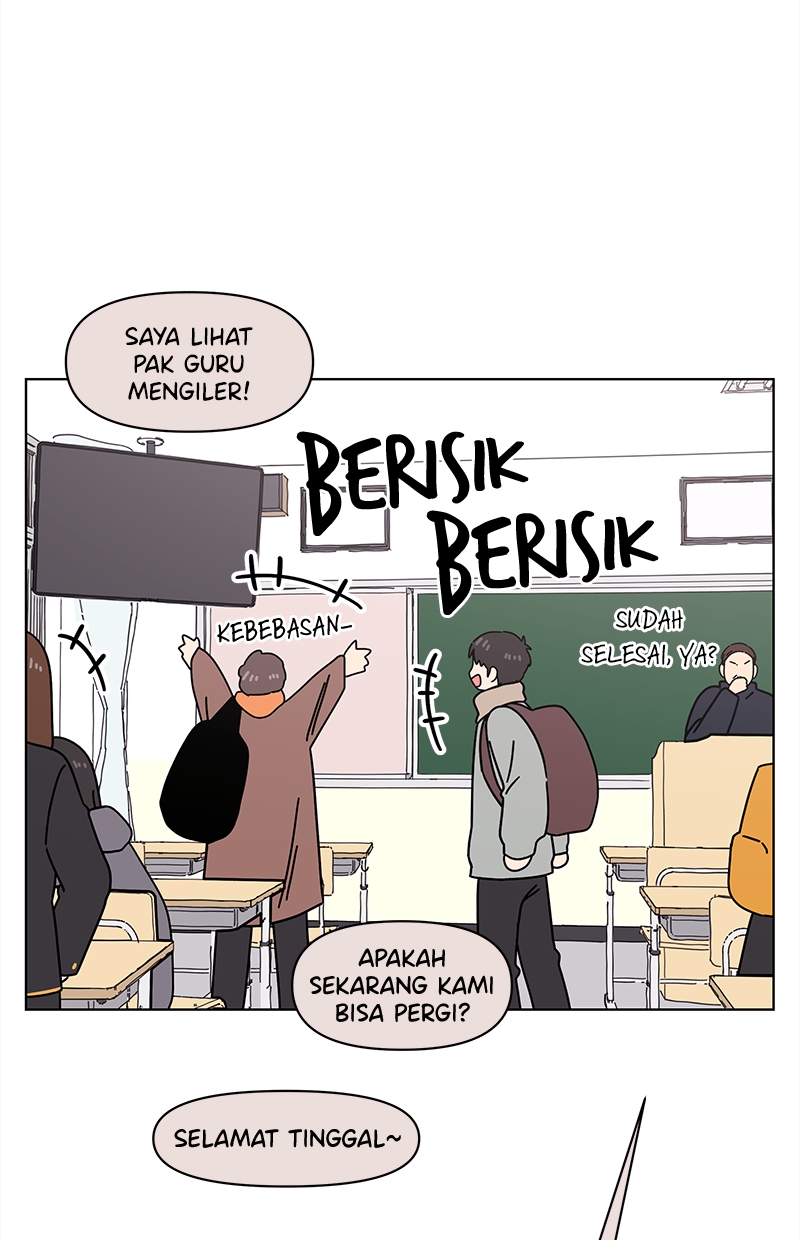 SAYA LIHAT
PAK GURU
MENGILER!
BERISIK
BERISIK
KEBEBASAN–
SUDAH
SELESAI, YA?
APAKAH
SEKARANG KAMI
BISA PERGI?
SELAMAT TINGGAL~